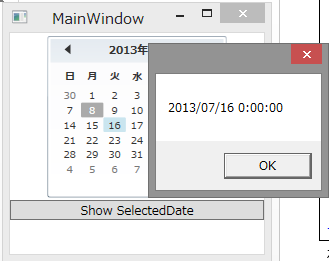 MainWindow
2013年
日 月 火 水
30 1 2 3
7 8 9 10
14 15 16 17
21 22 23 24
28 29 30 31
4 5 6 7
2013/07/16 0:00:00
OK
Show SelectedDate